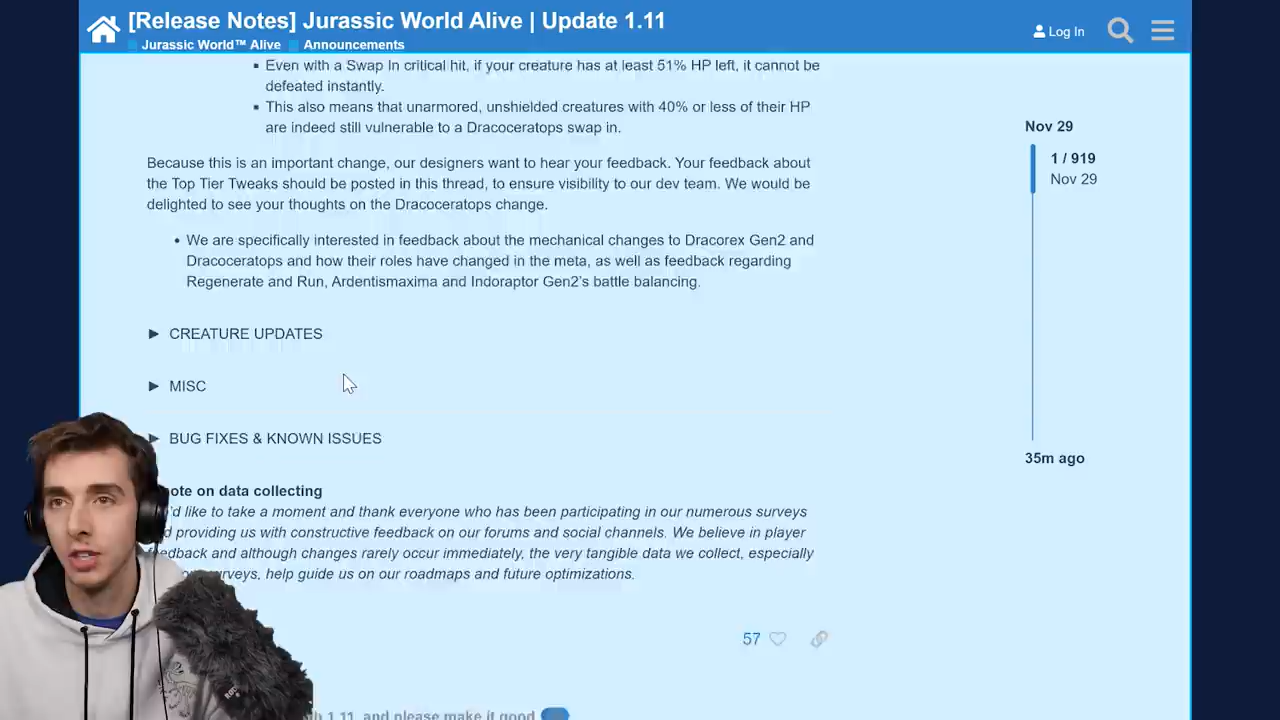 [Release Notes] Jurassic World Alive | Update 1.11
Jurassic World™ Alive Announcements
Log In
Even with a Swap In critical hit, if your creature has at least 51% HP left, it cannot be
defeated instantly.
This also means that unarmored, unshielded creatures with 40% or less of their HP
are indeed still vulnerable to a Dracoceratops swap in.
Because this is an important change, our designers want to hear your feedback. Your feedback about
the Top Tier Tweaks should be posted in this thread, to ensure visibility to our dev team. We would be
delighted to see your thoughts on the Dracoceratops change.
We are specifically interested in feedback about the mechanical changes to Dracorex Gen2 and
Dracoceratops and how their roles have changed in the meta, as well as feedback regarding
Regenerate and Run, Ardentismaxima and Indoraptor Gen2's battle balancing.
CREATURE UPDATES
MISC
BUG FIXES & KNOWN ISSUES
note on data collecting
like to take a moment and thank everyone who has been participating in our numerous surveys
providing us with constructive feedback on our forums and social channels. We believe in player
feedback and although changes rarely occur immediately, the very tangible data we collect, especially
surveys, help guide us on our roadmaps and future optimizations.
57
1.11, and please make it good
Nov 29
1 / 919
Nov 29
35m ago